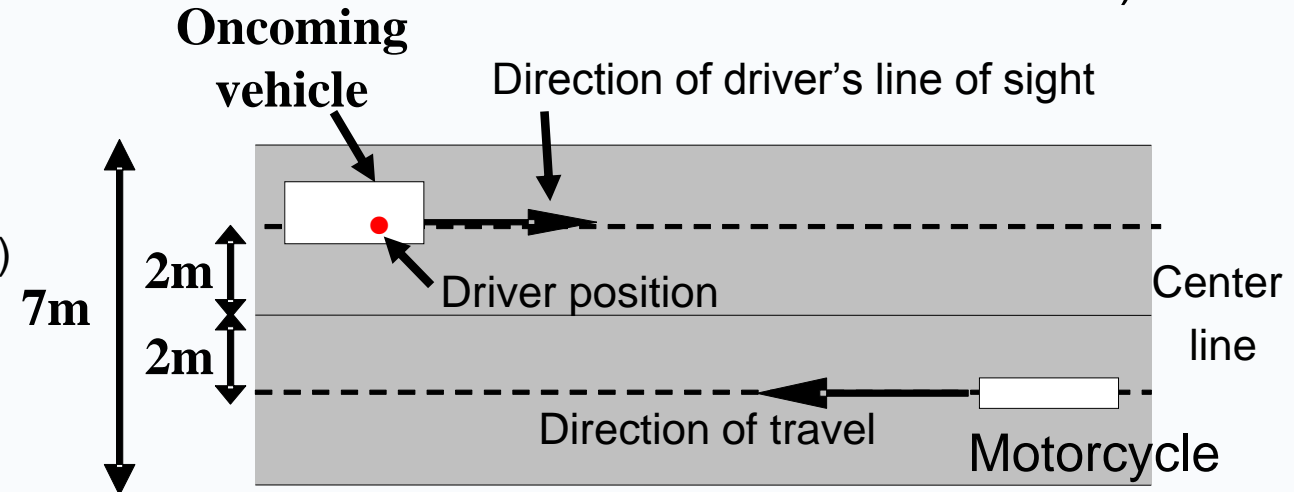 Oncoming
vehicle
Direction of driver’s line of sight
)
)
2m
7m
Driver position
Center
line
2m
Direction of travel
Motorcycle